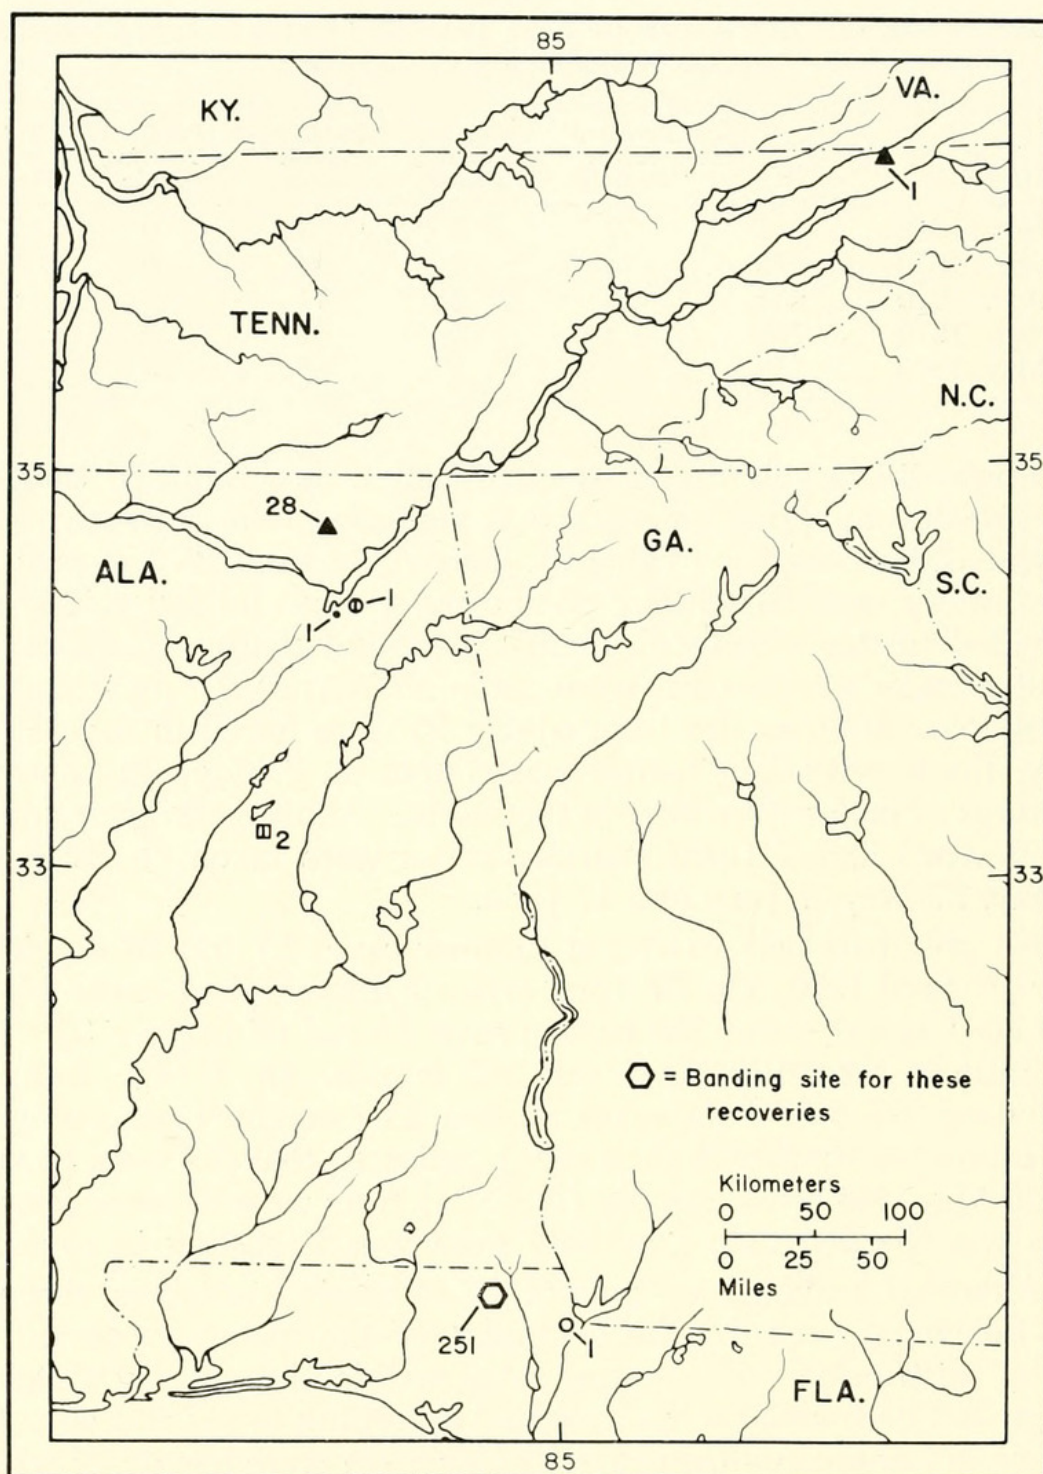 85
KY.
VA.
1
TENN.
N.C.
35
35
28
GA.
ALA.
S.C.
1
1
2
33
33
= Banding site for these
recoveries
Kilometers
0 50 100
0 25 50
Miles
251
1
FLA.
85